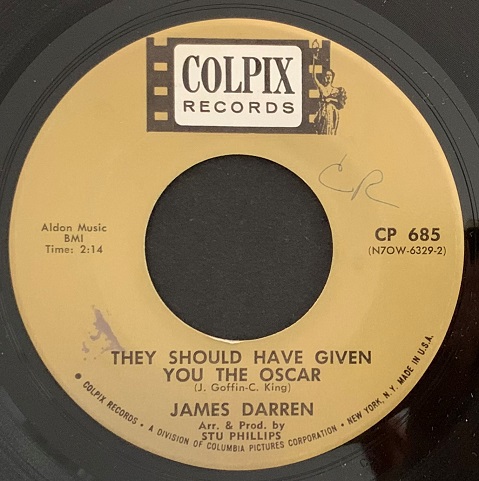 COLPIX
RECORDS
CR
Aldon Music
BMI
Time: 2:14
CP 685
(N7OW-6329-2)
THEY SHOULD HAVE GIVEN
YOU THE OSCAR
(J. Goffin-C. King)
JAMES DARREN
Arr. & Prod. by
STU PHILLIPS
• COLPIX RECORDS • A DIVISION OF COLUMBIA PICTURES CORPORATION • NEW YORK, N.Y. MADE IN U.S.A.